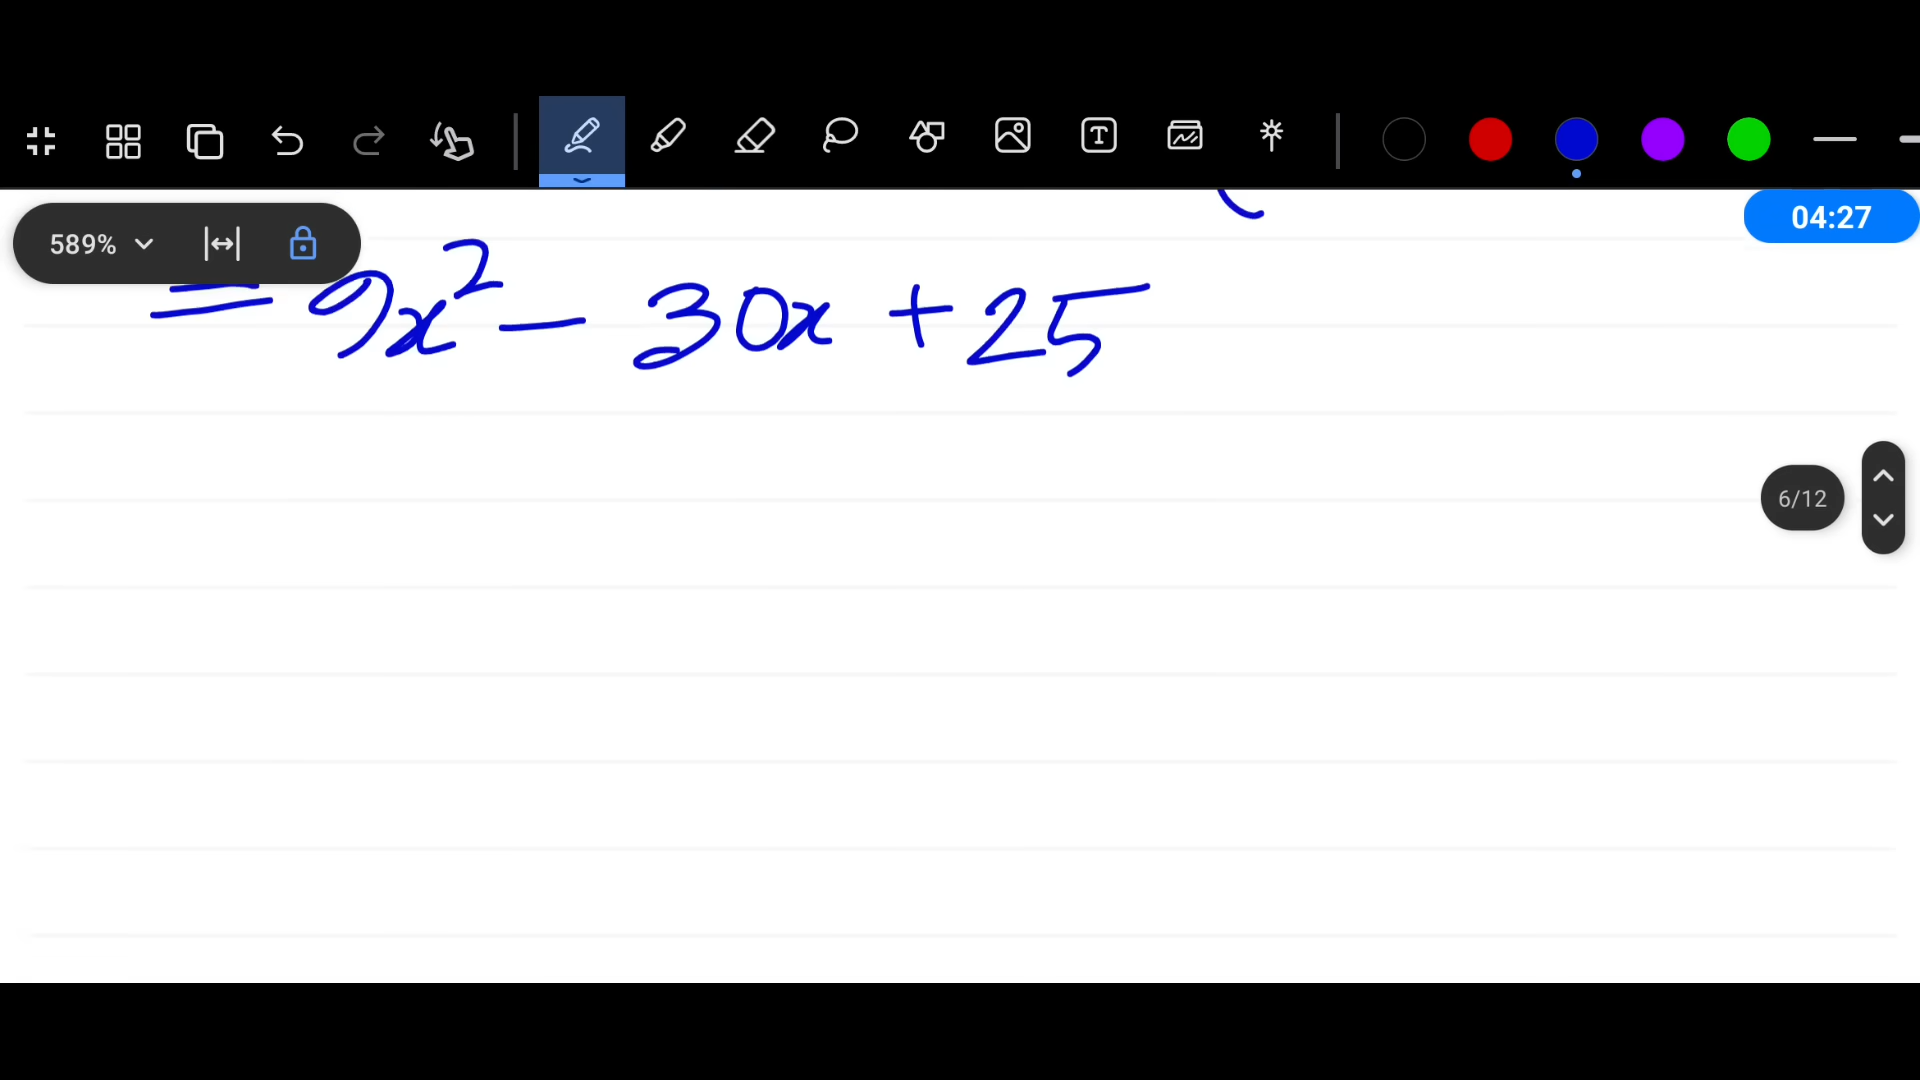 04:27
589%
= 9x² - 30x + 25
6/12